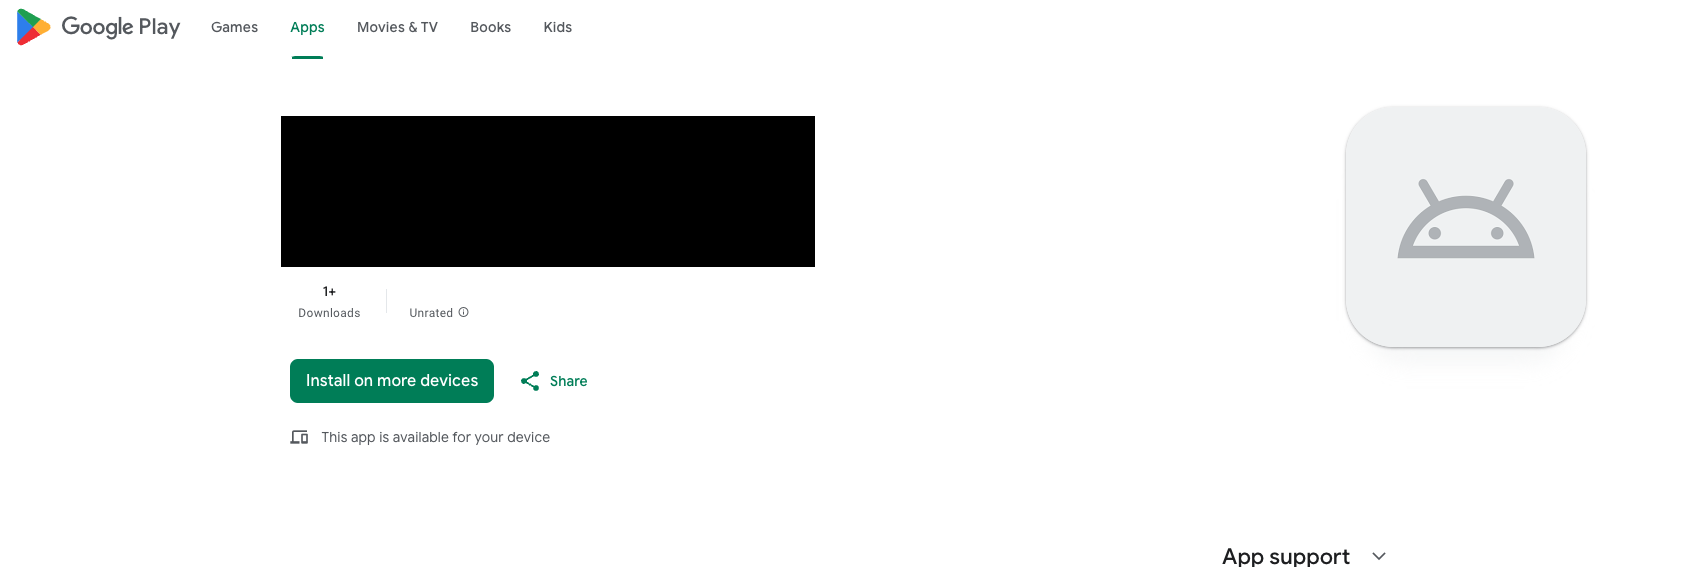 Google Play Games Apps Movies & TV Books Kids
1+
Downloads
Unrated
Install on more devices
Share
This app is available for your device
App support